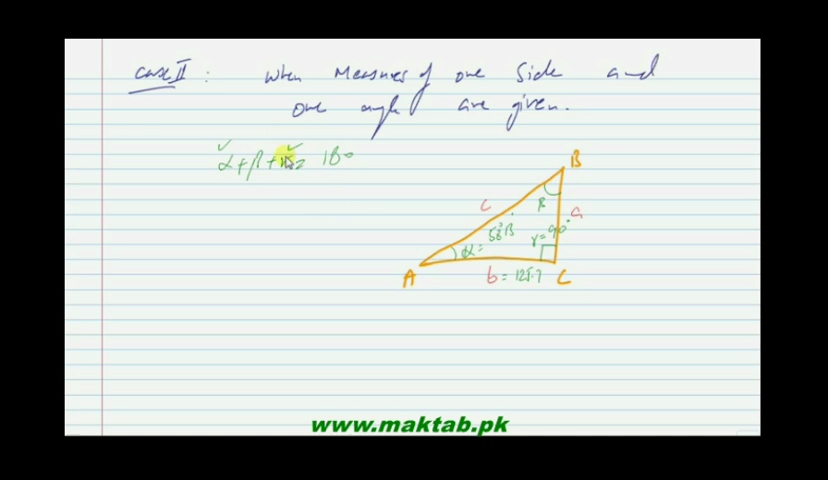 Case II : When Measures of one Side and
one angle are given.
α+β+γ= 180
B
c
β
a
α= 58°13'
γ=90°
A
b = 125.7
C
www.maktab.pk